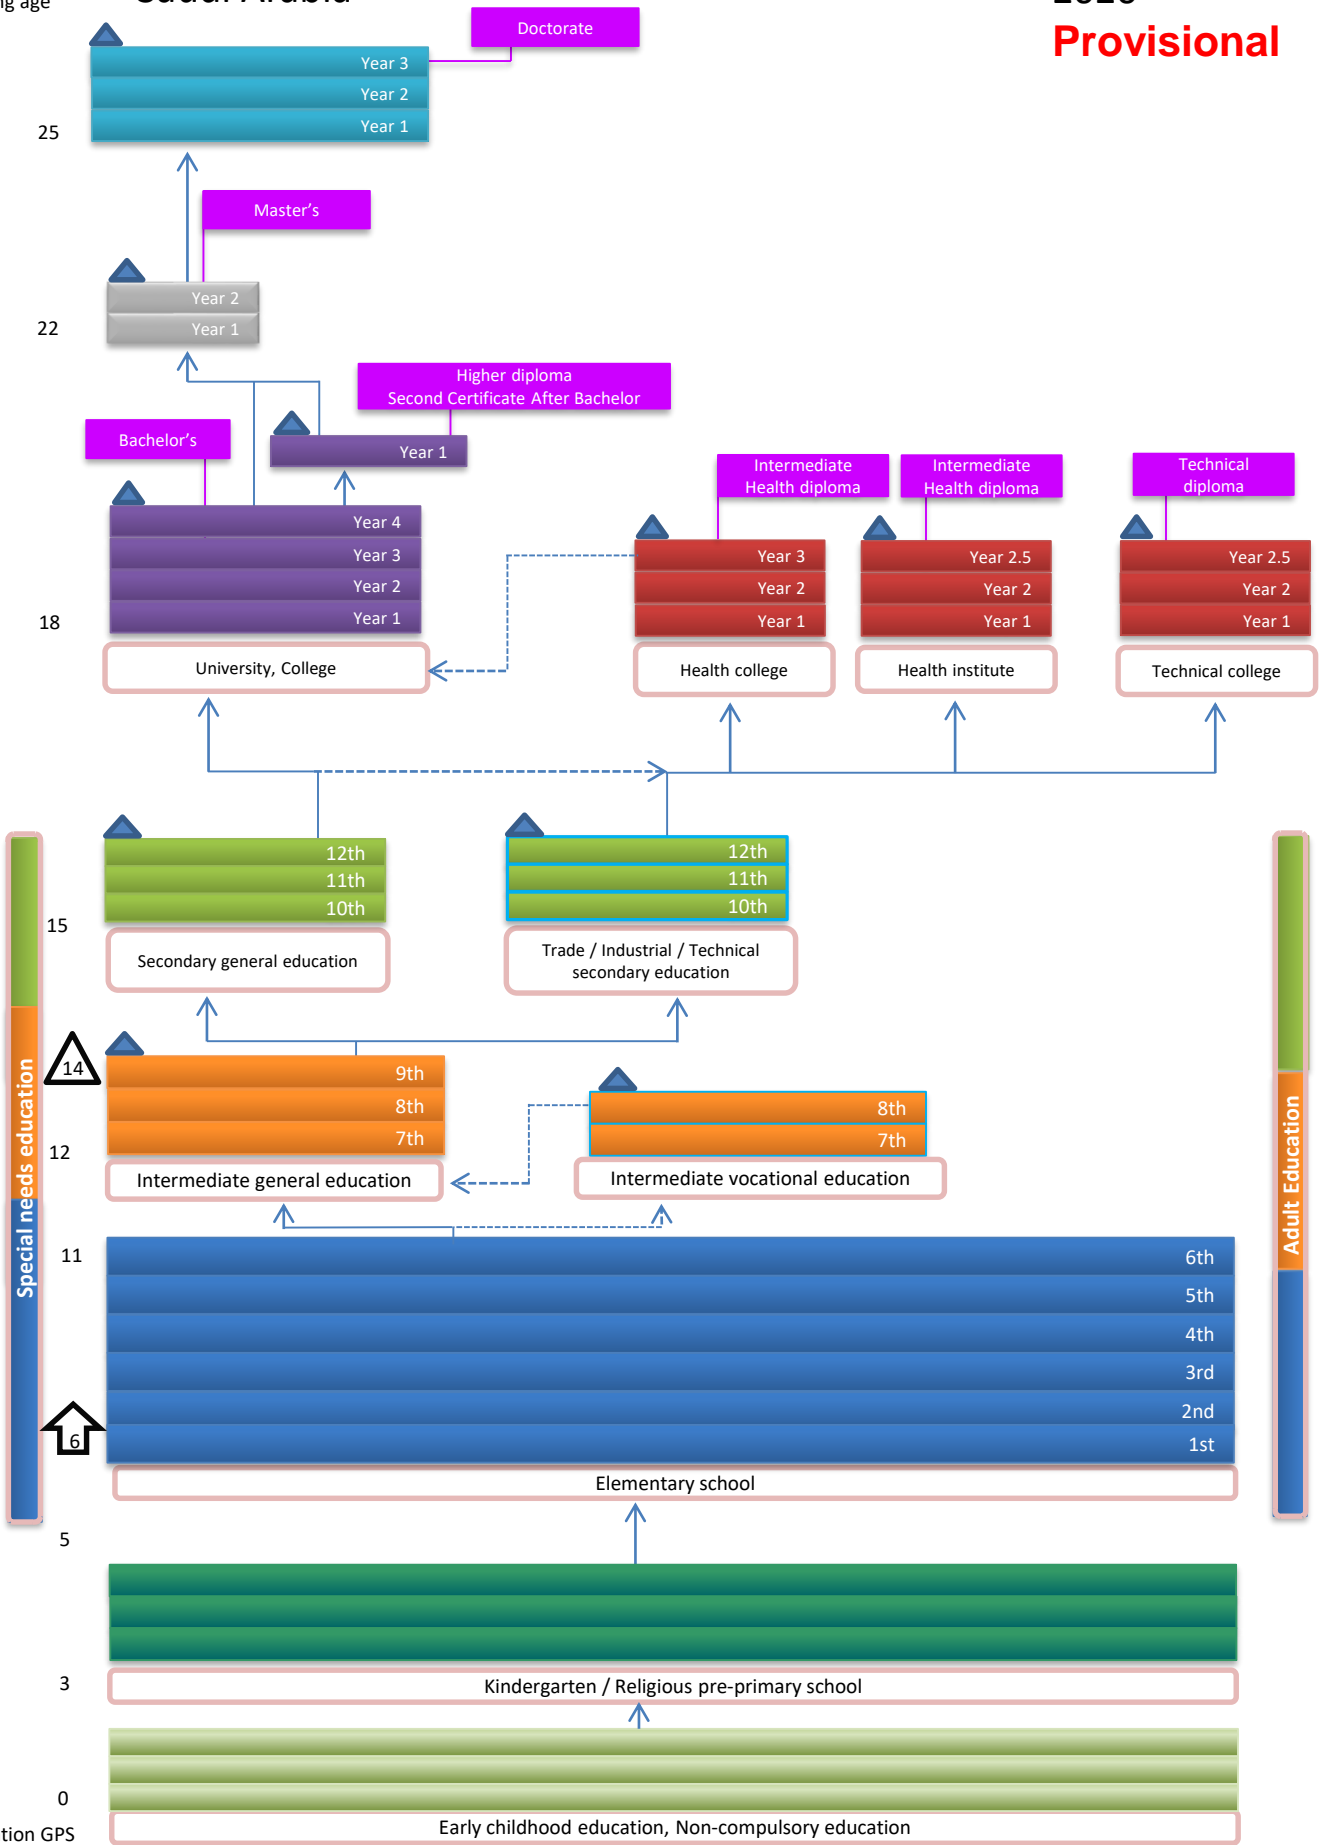 ng age
Doctorate
Provisional
Year 3
Year 2
Year 1
25
Master's
Year 2
Year 1
22
Higher diploma
Second Certificate After Bachelor
Bachelor's
Year 1
Intermediate
Health diploma
Intermediate
Health diploma
Technical
diploma
Year 4
Year 3
Year 2
Year 1
18
Year 3
Year 2
Year 1
Year 2.5
Year 2
Year 1
Year 2.5
Year 2
Year 1
University, College
Health college
Health institute
Technical college
12th
11th
10th
12th
11th
10th
15
Secondary general education
Trade / Industrial / Technical
secondary education
14
9th
8th
7th
8th
7th
12
Intermediate general education
Intermediate vocational education
Special needs education
Adult Education
11
6th
5th
4th
3rd
2nd
1st
6
Elementary school
5
3
Kindergarten / Religious pre-primary school
0
Early childhood education, Non-compulsory education
tion GPS